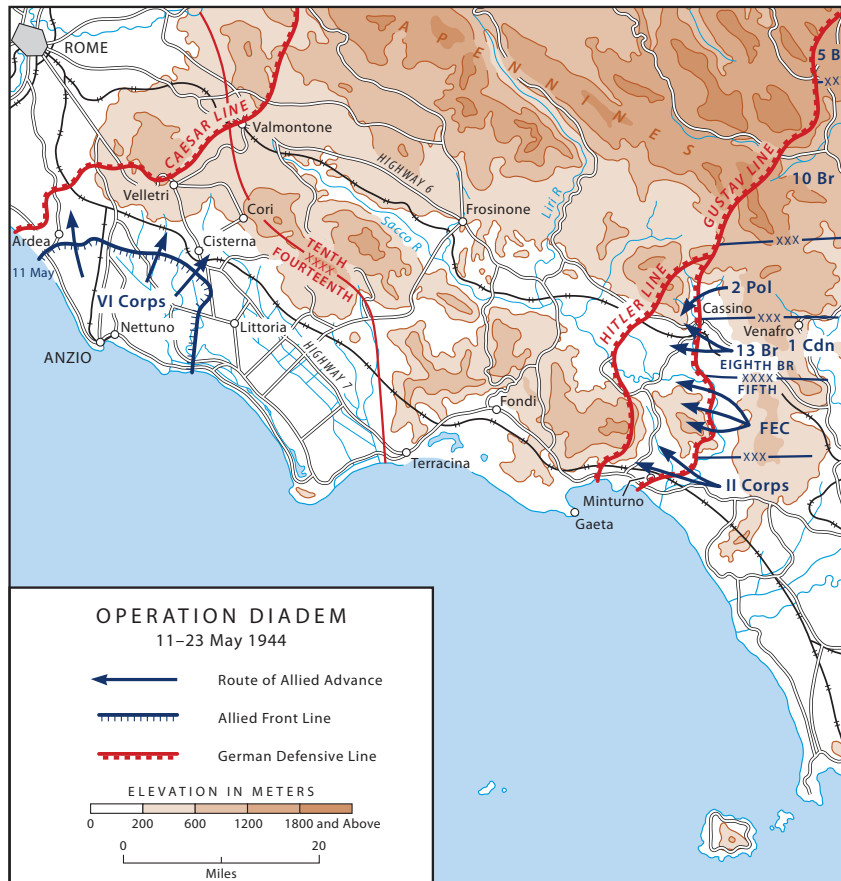 ROME
APENNINES
5 B
XX
CAESAR LINE
Valmontone
HIGHWAY 6
GUSTAV LINE
10 Br
Velletri
Cori
Sacco R
Liri R
Frosinone
XXX
Ardea
Cisterna
TENTH
XXXX
FOURTEENTH
11 May
VI Corps
HITLER LINE
2 Pol
Cassino
XXX
Venafro
Nettuno
Littoria
ANZIO
HIGHWAY 7
13 Br
1 Cdn
EIGHTH BR
XXXX
FIFTH
Fondi
FEC
Terracina
XXX
II Corps
Minturno
Gaeta
OPERATION DIADEM
11–23 May 1944
Route of Allied Advance
Allied Front Line
German Defensive Line
ELEVATION IN METERS
0 200 600 1200 1800 and Above
0 20
Miles